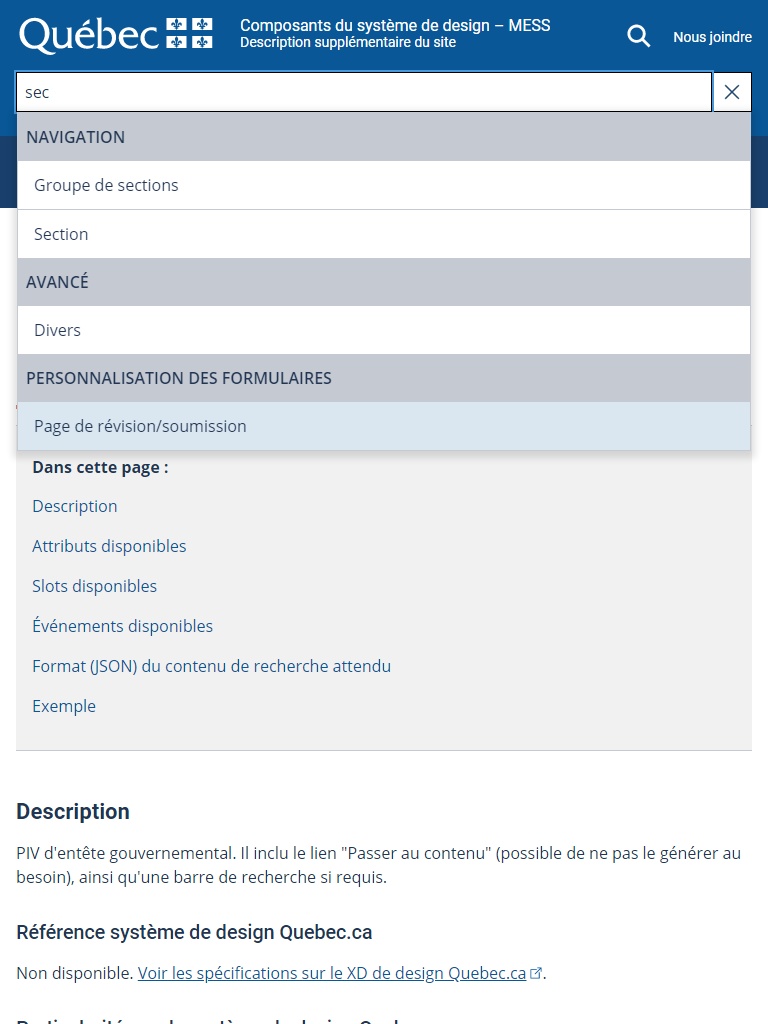 Québec
Composants du système de design – MESS
Description supplémentaire du site
Nous joindre
sec
NAVIGATION
Groupe de sections
Section
AVANCÉ
Divers
PERSONNALISATION DES FORMULAIRES
Page de révision/soumission
Dans cette page :
Description
Attributs disponibles
Slots disponibles
Événements disponibles
Format (JSON) du contenu de recherche attendu
Exemple
Description
PIV d'entête gouvernemental. Il inclu le lien "Passer au contenu" (possible de ne pas le générer au
besoin), ainsi qu'une barre de recherche si requis.
Référence système de design Quebec.ca
Non disponible. Voir les spécifications sur le XD de design Quebec.ca.